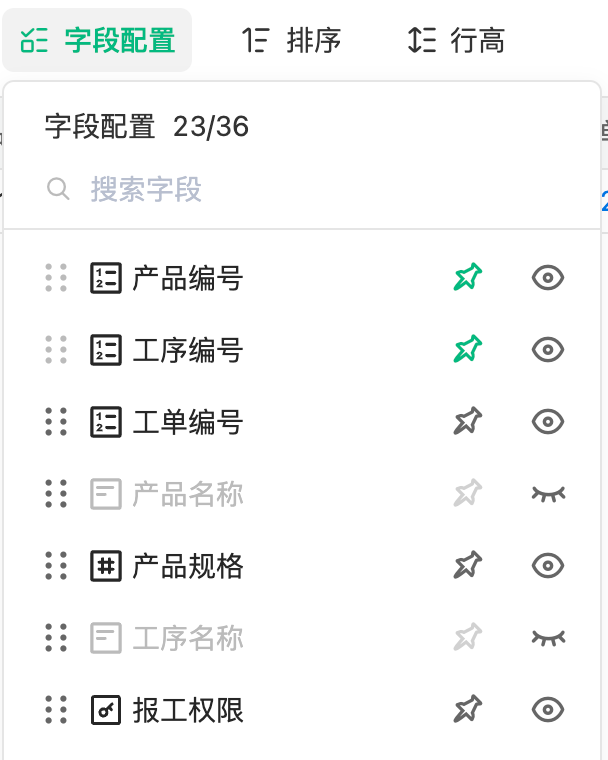 字段配置 排序 行高
字段配置 23/36
搜索字段
产品编号
工序编号
工单编号
产品名称
产品规格
工序名称
报工权限